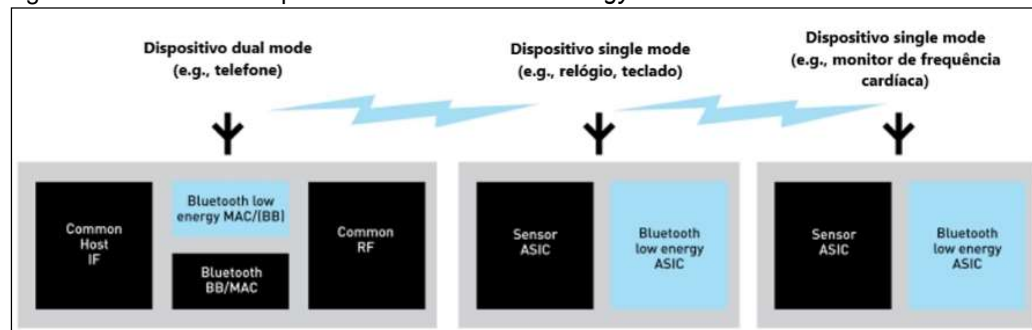 Dispositivo dual mode
(e.g., telefone)
Dispositivo single mode
(e.g., relógio, teclado)
Dispositivo single mode
(e.g., monitor de frequência
cardíaca)
Common
Host
IF
Bluetooth low
energy MAC/(BB)
Bluetooth
BB/MAC
Common
RF
Sensor
ASIC
Bluetooth
low energy
ASIC
Sensor
ASIC
Bluetooth
low energy
ASIC